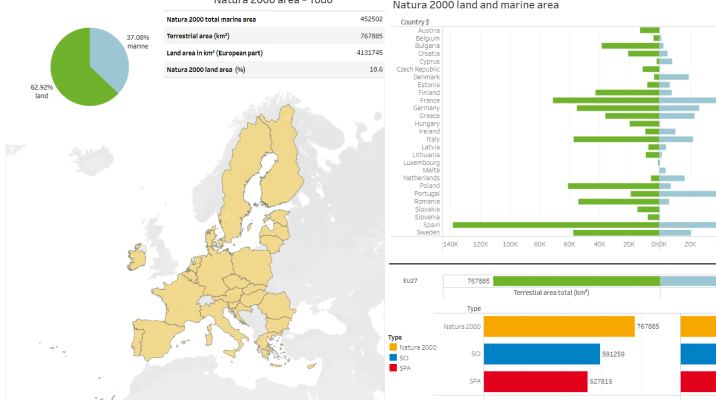 Natura 2000 area – Todo
37.08%
marine
62.92%
land
Natura 2000 total marine area 452502
Terrestrial area (km²) 767885
Land area in km² (European part) 4131745
Natura 2000 land area (%) 18.6
Natura 2000 land and marine area
Country
Austria
Belgium
Bulgaria
Croatia
Cyprus
Czech Republic
Denmark
Estonia
Finland
France
Germany
Greece
Hungary
Ireland
Italy
Latvia
Lithuania
Luxembourg
Malta
Netherlands
Poland
Portugal
Romania
Slovakia
Slovenia
Spain
Sweden
140K 120K 100K 80K 60K 40K 20K 20K
EU27 767885
Terrestial area total (km²)
Type
Natura 2000 767885
SCI 591259
SPA 527815
Type
Natura 2000
SCI
SPA